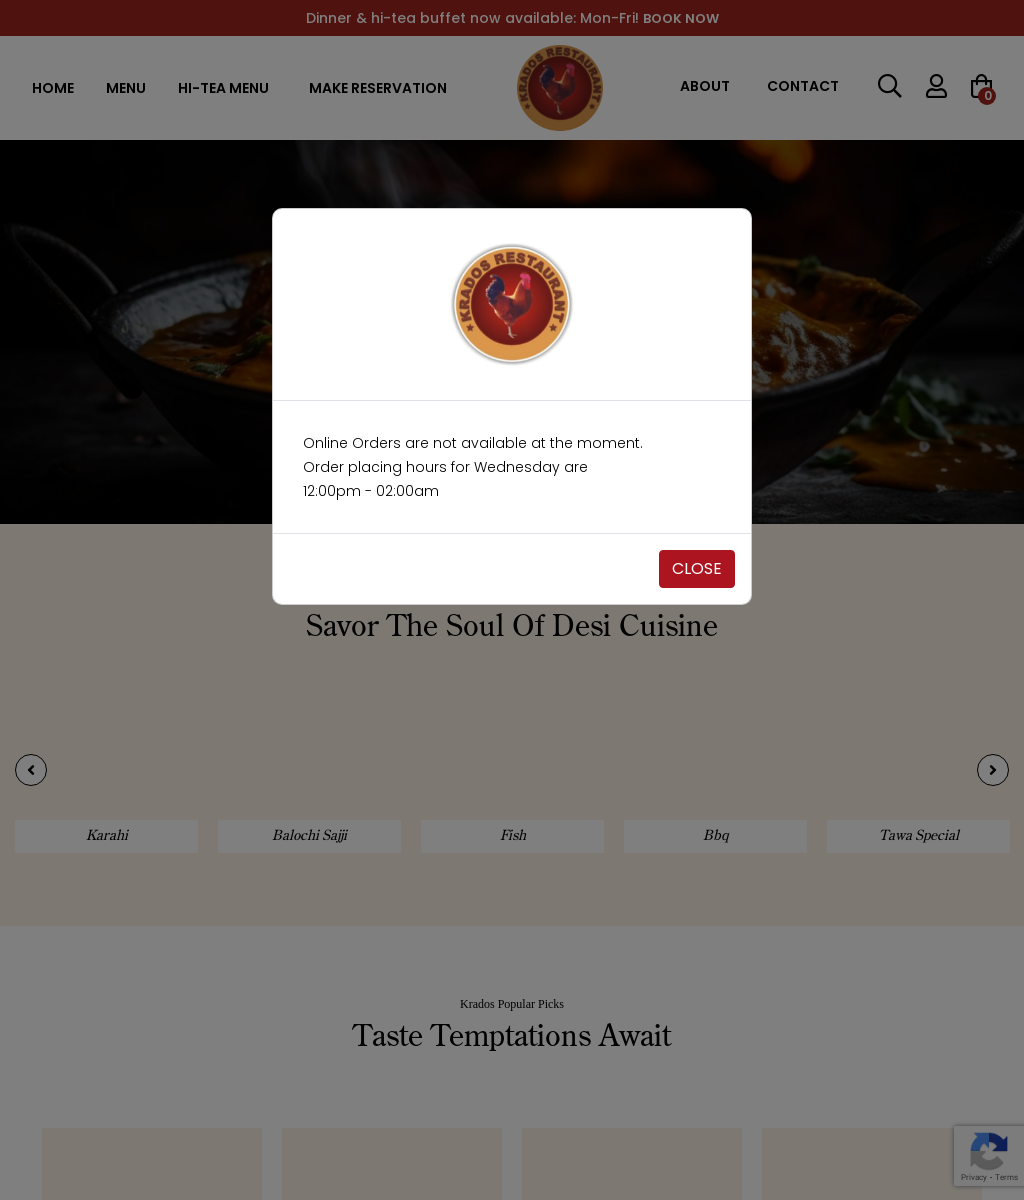 Dinner & hi-tea buffet now available: Mon-Fri! BOOK NOW
HOME MENU HI-TEA MENU MAKE RESERVATION
KRADOS RESTAURANT
ABOUT CONTACT
0
KRADOS RESTAURANT
Online Orders are not available at the moment.
Order placing hours for Wednesday are
12:00pm - 02:00am
CLOSE
Savor The Soul Of Desi Cuisine
Karahi
Balochi Sajji
Fish
Bbq
Tawa Special
Krados Popular Picks
Taste Temptations Await
Privacy - Terms